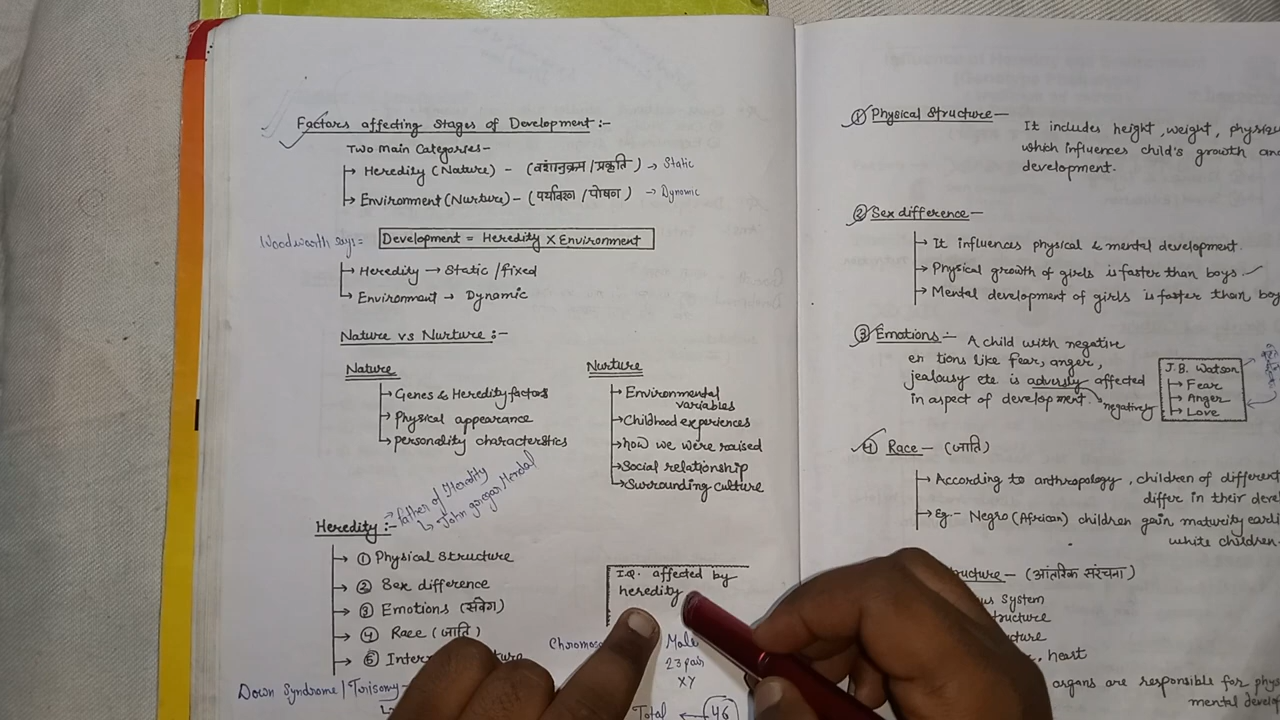 Factors affecting Stages of Development :-
Two Main Categories-
Heredity (Nature) - (वंशानुक्रम / प्रकृति) → Static
Environment (Nurture) - (पर्यावरण / पोषण) → Dynamic
Woodworth says:- Development = Heredity X Environment
Heredity → Static / fixed
Environment → Dynamic
Nature vs Nurture :-
Nature
Genes & Heredity factors
Physical appearance
Personality characterstics
Nurture
Environmental
variables
Childhood experiences
how we were raised
Social relationship
Surrounding culture
Heredity :-
→ father of Heredity
↳ John gregor Mendal
① Physical Structure
② Sex difference
③ Emotions (संवेग)
④ Race (जाति)
⑤
I.Q. affected by
heredity
Male
23 pair
XY
Total ← 46
Down Syndrome / Trisomy
① Physical Structure —
It includes height, weight,
which influences child's growth
development.
② Sex difference —
It influences physical & mental development.
Physical growth of girls is faster than boys.
Mental development of girls is faster than
③ Emotions :— A child with negative
like fear, anger,
jealousy etc is adversly affected
in aspect of development. negatively
J.B. Watson
Fear
Anger
Love
④ Race — (जाति)
According to anthropology, children of different
differ in their
Eg - Negro (African) children gain maturity
white children.
— (आंतरिक संरचना)
System
heart
organs are responsible for
mental